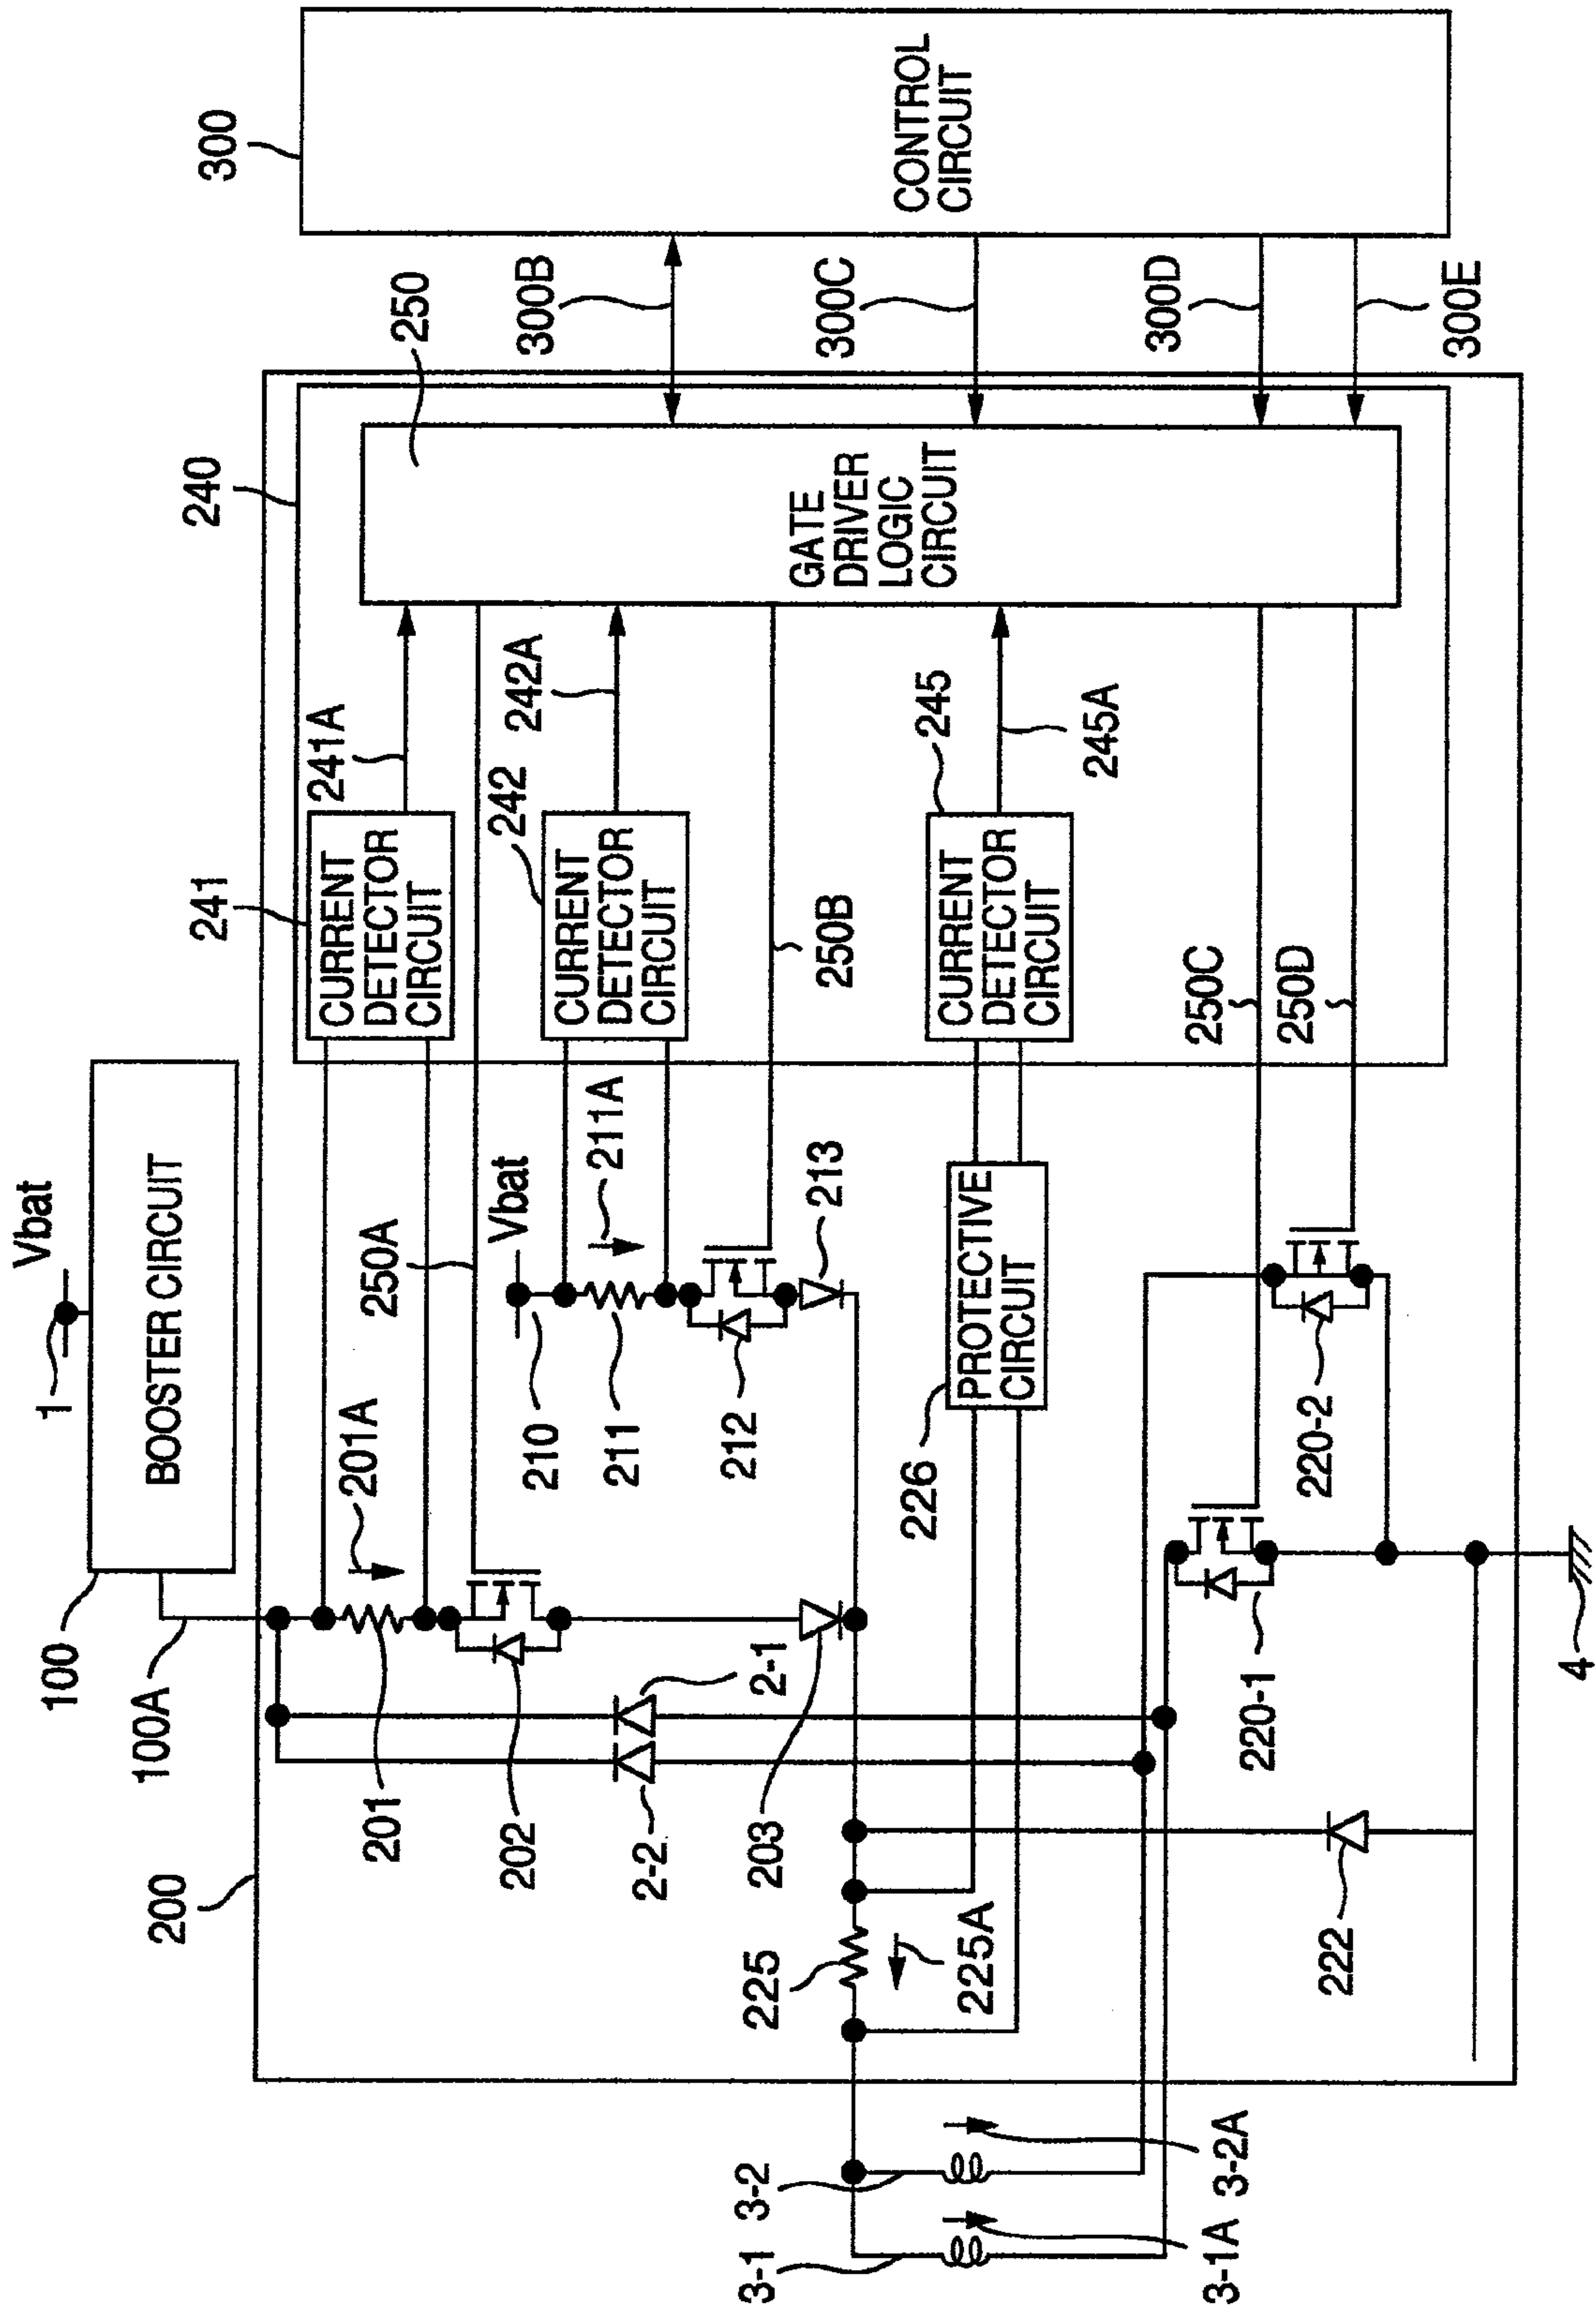 Vbat
1
BOOSTER CIRCUIT
100
100A
200
201
201A
202
2-1
2-2
203
250A
Vbat
210
211
211A
212
213
PROTECTIVE
CIRCUIT
226
225
225A
222
220-1
220-2
4
3-1
3-2
3-1A
3-2A
240
241
CURRENT
DETECTOR
CIRCUIT
241A
242
CURRENT
DETECTOR
CIRCUIT
242A
250B
245
CURRENT
DETECTOR
CIRCUIT
245A
250C
250D
250
GATE
DRIVER
LOGIC
CIRCUIT
300
CONTROL
CIRCUIT
300B
300C
300D
300E